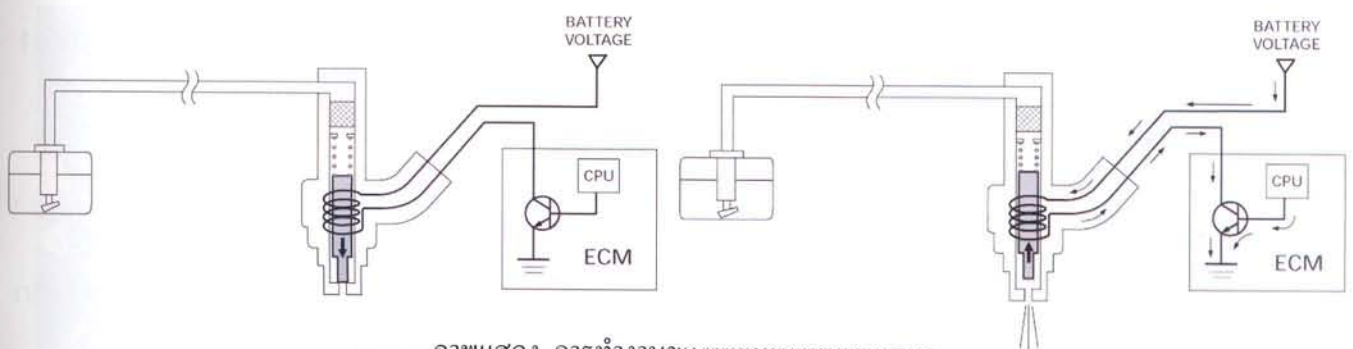 BATTERY
VOLTAGE
CPU
ECM
BATTERY
VOLTAGE
CPU
ECM